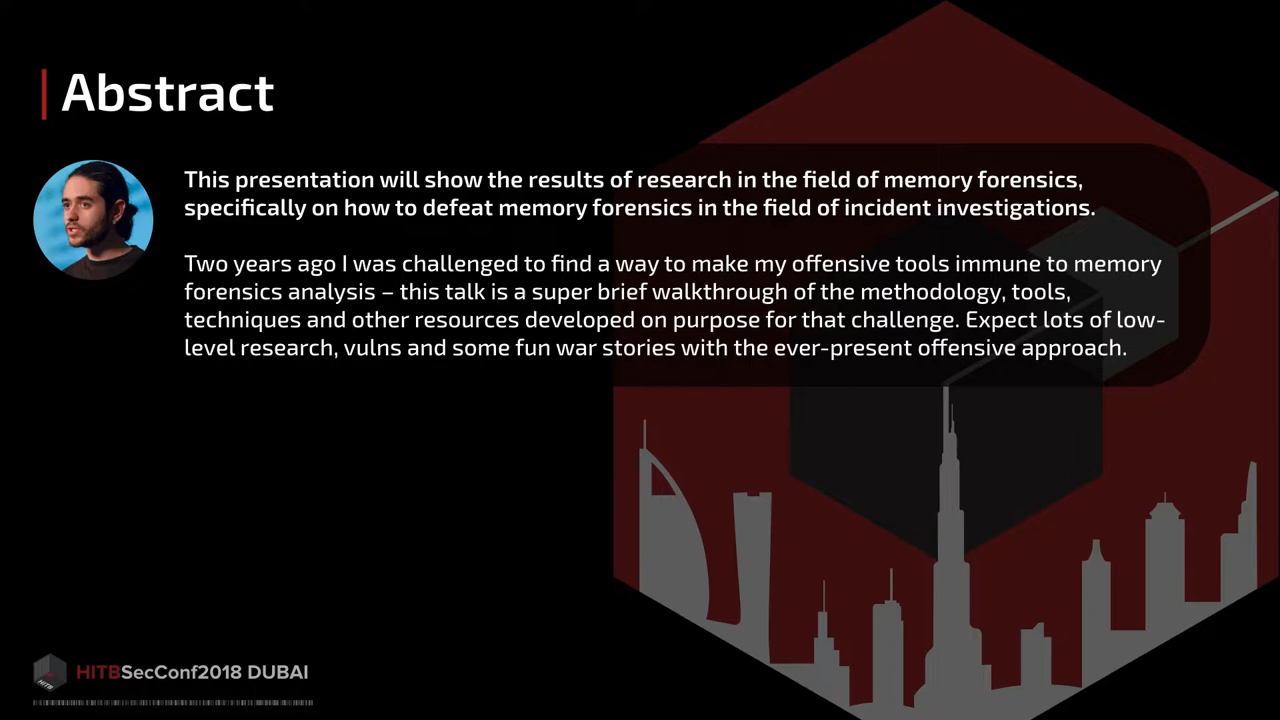 Abstract
This presentation will show the results of research in the field of memory forensics,
specifically on how to defeat memory forensics in the field of incident investigations.
Two years ago I was challenged to find a way to make my offensive tools immune to memory
forensics analysis – this talk is a super brief walkthrough of the methodology, tools,
techniques and other resources developed on purpose for that challenge. Expect lots of low-
level research, vulns and some fun war stories with the ever-present offensive approach.
HITB
HITBSecConf2018 DUBAI